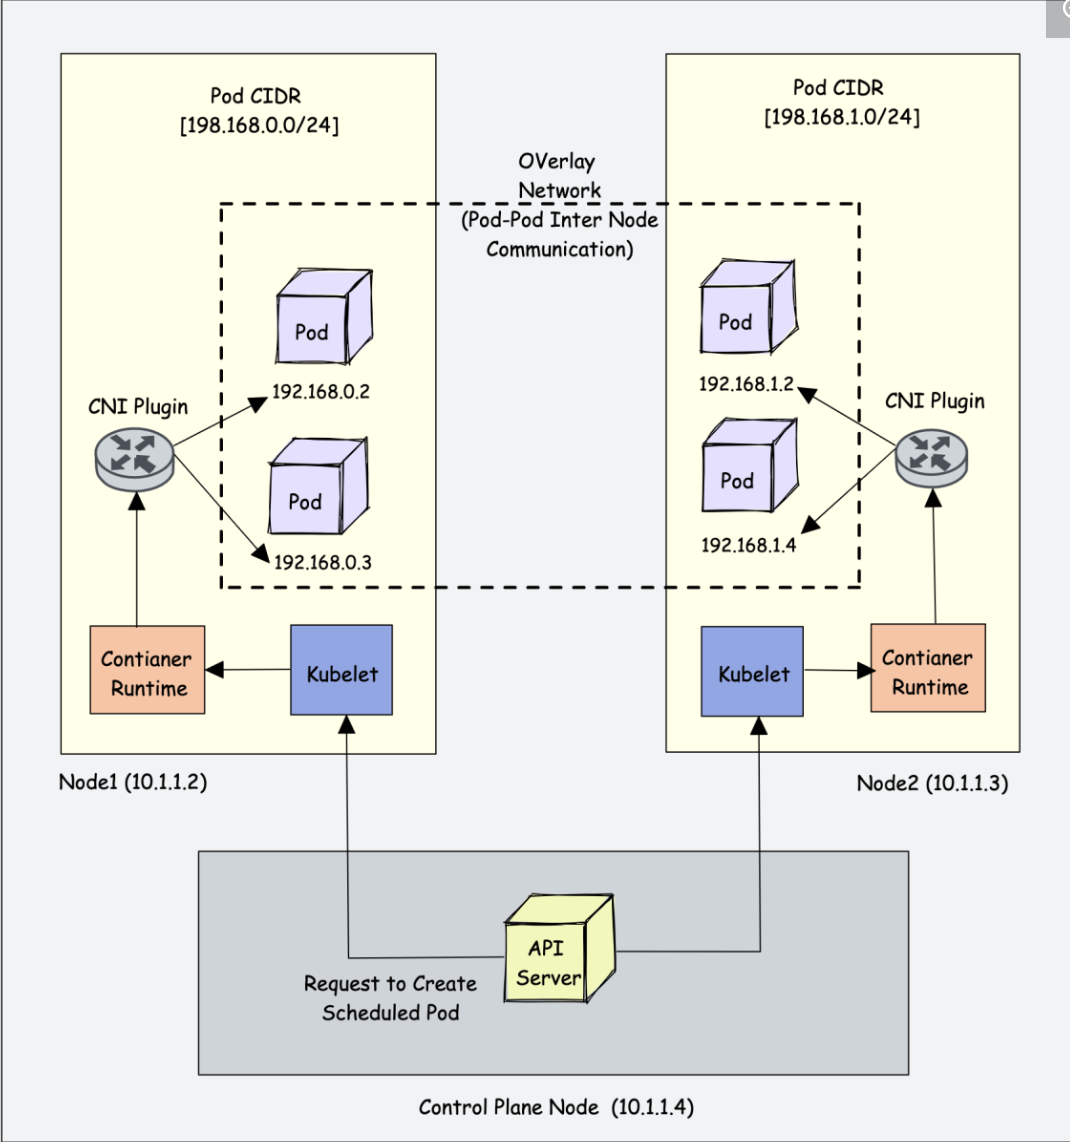 Pod CIDR
[198.168.0.0/24]
Pod CIDR
[198.168.1.0/24]
OVerlay
Network
(Pod-Pod Inter Node
Communication)
Pod
192.168.0.2
Pod
192.168.1.2
CNI Plugin
CNI Plugin
Pod
192.168.0.3
Pod
192.168.1.4
Contianer
Runtime
Kubelet
Kubelet
Contianer
Runtime
Node1 (10.1.1.2)
Node2 (10.1.1.3)
API
Server
Request to Create
Scheduled Pod
Control Plane Node (10.1.1.4)